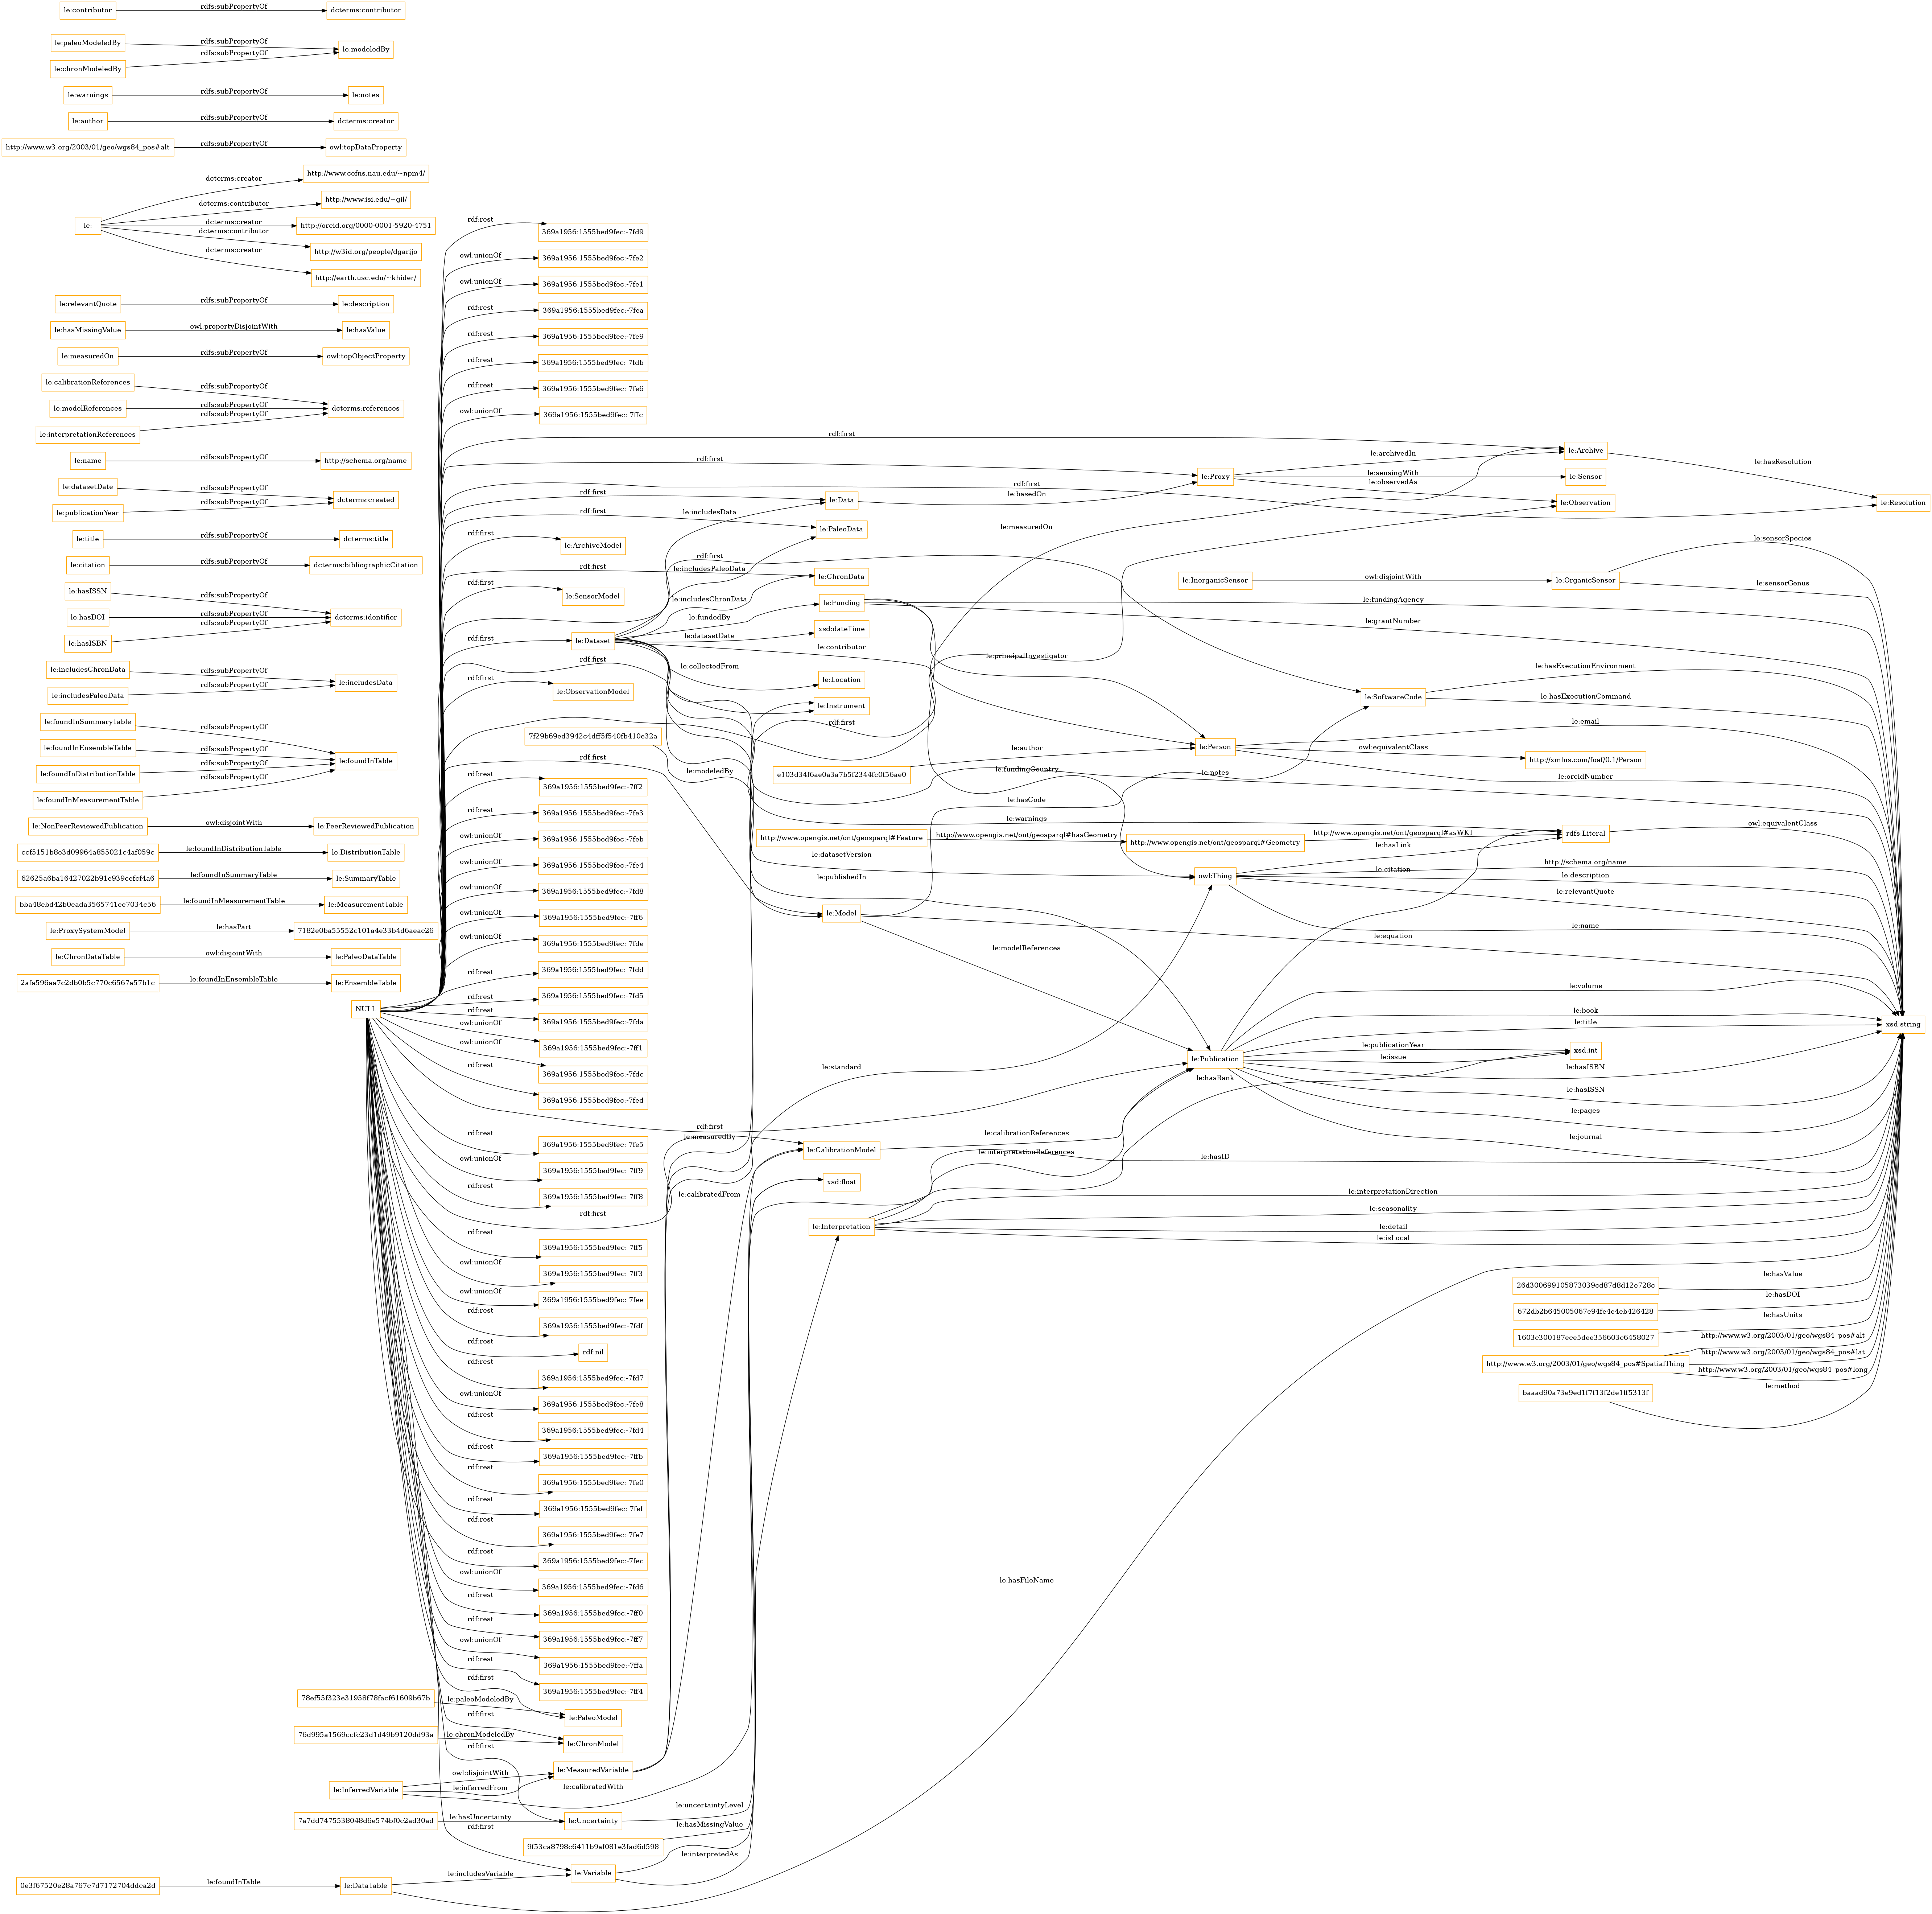 le:contributor
rdfs:subPropertyOf
dcterms:contributor
le:paleoModeledBy
rdfs:subPropertyOf
le:modeledBy
rdfs:subPropertyOf
le:chronModeledBy
le:warnings
rdfs:subPropertyOf
le:notes
le:author
rdfs:subPropertyOf
dcterms:creator
http://www.w3.org/2003/01/geo/wgs84_pos#alt
rdfs:subPropertyOf
owl:topDataProperty
le:
dcterms:creator
http://www.cefns.nau.edu/~npm4/
dcterms:contributor
http://www.isi.edu/~gil/
dcterms:creator
http://orcid.org/0000-0001-5920-4751
dcterms:contributor
http://w3id.org/people/dgarijo
dcterms:creator
http://earth.usc.edu/~khider/
le:relevantQuote
rdfs:subPropertyOf
le:description
le:hasMissingValue
owl:propertyDisjointWith
le:hasValue
le:measuredOn
rdfs:subPropertyOf
owl:topObjectProperty
le:calibrationReferences
rdfs:subPropertyOf
le:modelReferences
rdfs:subPropertyOf
dcterms:references
rdfs:subPropertyOf
le:interpretationReferences
le:name
rdfs:subPropertyOf
http://schema.org/name
le:datasetDate
rdfs:subPropertyOf
dcterms:created
rdfs:subPropertyOf
le:publicationYear
le:title
rdfs:subPropertyOf
dcterms:title
le:citation
rdfs:subPropertyOf
dcterms:bibliographicCitation
le:hasISSN
rdfs:subPropertyOf
le:hasDOI
rdfs:subPropertyOf
dcterms:identifier
rdfs:subPropertyOf
le:hasISBN
le:includesChronData
rdfs:subPropertyOf
le:includesData
rdfs:subPropertyOf
le:includesPaleoData
le:foundInSummaryTable
rdfs:subPropertyOf
le:foundInEnsembleTable
rdfs:subPropertyOf
le:foundInTable
rdfs:subPropertyOf
le:foundInDistributionTable
rdfs:subPropertyOf
le:foundInMeasurementTable
le:NonPeerReviewedPublication
owl:disjointWith
le:PeerReviewedPublication
ccf5151b8e3d09964a855021c4af059c
le:foundInDistributionTable
le:DistributionTable
62625a6ba16427022b91e939cefcf4a6
le:foundInSummaryTable
le:SummaryTable
bba48ebd42b0eada3565741ee7034c56
le:foundInMeasurementTable
le:MeasurementTable
le:ProxySystemModel
le:hasPart
7182e0ba55552c101a4e33b4d6aeac26
le:ChronDataTable
owl:disjointWith
le:PaleoDataTable
2afa596aa7c2db0b5c770c6567a57b1c
le:foundInEnsembleTable
le:EnsembleTable
NULL
rdf:rest
369a1956:1555bed9fec:-7fd9
owl:unionOf
369a1956:1555bed9fec:-7fe2
owl:unionOf
369a1956:1555bed9fec:-7fe1
rdf:rest
369a1956:1555bed9fec:-7fea
rdf:rest
369a1956:1555bed9fec:-7fe9
rdf:rest
369a1956:1555bed9fec:-7fdb
rdf:rest
369a1956:1555bed9fec:-7fe6
owl:unionOf
369a1956:1555bed9fec:-7ffc
rdf:first
le:Archive
le:hasResolution
le:Resolution
rdf:first
le:Proxy
le:archivedIn
le:sensingWith
le:Sensor
le:observedAs
le:Observation
rdf:first
rdf:first
le:Data
le:basedOn
le:includesData
rdf:first
le:PaleoData
le:measuredOn
rdf:first
le:ArchiveModel
rdf:first
le:includesPaleoData
rdf:first
le:ChronData
rdf:first
le:SensorModel
le:includesChronData
le:fundedBy
le:Funding
rdf:first
le:Dataset
le:datasetDate
xsd:dateTime
le:contributor
le:collectedFrom
le:Location
rdf:first
rdf:first
le:ObservationModel
le:Instrument
rdf:first
7f29b69ed3942c4dff5f540fb410e32a
le:modeledBy
rdf:first
le:InorganicSensor
owl:disjointWith
le:OrganicSensor
le:sensorSpecies
le:sensorGenus
le:fundingAgency
le:grantNumber
le:principalInvestigator
le:SoftwareCode
le:hasExecutionEnvironment
le:hasExecutionCommand
le:Person
le:email
owl:equivalentClass
http://xmlns.com/foaf/0.1/Person
le:orcidNumber
e103d34f6ae0a3a7b5f2344fc0f56ae0
le:author
le:fundingCountry
le:notes
le:hasCode
le:warnings
http://www.opengis.net/ont/geosparql#Feature
http://www.opengis.net/ont/geosparql#hasGeometry
http://www.opengis.net/ont/geosparql#Geometry
http://www.opengis.net/ont/geosparql#asWKT
rdfs:Literal
owl:equivalentClass
le:hasLink
le:datasetVersion
le:publishedIn
owl:Thing
le:citation
http://schema.org/name
le:description
le:relevantQuote
le:name
le:Model
le:equation
le:modelReferences
rdf:rest
369a1956:1555bed9fec:-7ff2
rdf:rest
369a1956:1555bed9fec:-7fe3
owl:unionOf
369a1956:1555bed9fec:-7feb
owl:unionOf
369a1956:1555bed9fec:-7fe4
owl:unionOf
369a1956:1555bed9fec:-7fd8
owl:unionOf
369a1956:1555bed9fec:-7ff6
owl:unionOf
369a1956:1555bed9fec:-7fde
rdf:rest
369a1956:1555bed9fec:-7fdd
rdf:rest
369a1956:1555bed9fec:-7fd5
rdf:rest
369a1956:1555bed9fec:-7fda
owl:unionOf
369a1956:1555bed9fec:-7ff1
owl:unionOf
369a1956:1555bed9fec:-7fdc
rdf:rest
369a1956:1555bed9fec:-7fed
le:volume
le:book
le:title
xsd:string
le:Publication
le:publicationYear
le:issue
xsd:int
le:hasISBN
le:hasISSN
le:pages
le:journal
le:standard
le:hasRank
rdf:first
le:measuredBy
le:CalibrationModel
le:calibrationReferences
le:interpretationReferences
le:hasID
rdf:rest
369a1956:1555bed9fec:-7fe5
owl:unionOf
369a1956:1555bed9fec:-7ff9
rdf:rest
369a1956:1555bed9fec:-7ff8
rdf:first
le:calibratedFrom
xsd:float
le:Interpretation
le:interpretationDirection
le:seasonality
le:detail
le:isLocal
rdf:rest
369a1956:1555bed9fec:-7ff5
owl:unionOf
369a1956:1555bed9fec:-7ff3
owl:unionOf
369a1956:1555bed9fec:-7fee
rdf:rest
369a1956:1555bed9fec:-7fdf
rdf:rest
rdf:nil
rdf:rest
369a1956:1555bed9fec:-7fd7
owl:unionOf
369a1956:1555bed9fec:-7fe8
rdf:rest
369a1956:1555bed9fec:-7fd4
rdf:rest
369a1956:1555bed9fec:-7ffb
rdf:rest
369a1956:1555bed9fec:-7fe0
rdf:rest
369a1956:1555bed9fec:-7fef
rdf:rest
369a1956:1555bed9fec:-7fe7
rdf:rest
369a1956:1555bed9fec:-7fec
owl:unionOf
369a1956:1555bed9fec:-7fd6
rdf:rest
369a1956:1555bed9fec:-7ff0
rdf:rest
369a1956:1555bed9fec:-7ff7
owl:unionOf
369a1956:1555bed9fec:-7ffa
rdf:rest
369a1956:1555bed9fec:-7ff4
26d300699105873039cd87d8d12e728c
le:hasValue
672db2b645005067e94fe4e4eb426428
le:hasDOI
1603c300187ece5dee356603c6458027
le:hasUnits
http://www.w3.org/2003/01/geo/wgs84_pos#SpatialThing
http://www.w3.org/2003/01/geo/wgs84_pos#alt
http://www.w3.org/2003/01/geo/wgs84_pos#lat
http://www.w3.org/2003/01/geo/wgs84_pos#long
baaad90a73e9ed1f7f13f2de1ff5313f
le:method
le:hasFileName
rdf:first
78ef55f323e31958f78facf61609b67b
le:paleoModeledBy
le:PaleoModel
rdf:first
76d995a1569ccfc23d1d49b9120dd93a
le:chronModeledBy
le:ChronModel
rdf:first
le:InferredVariable
owl:disjointWith
le:MeasuredVariable
le:inferredFrom
le:calibratedWith
7a7dd7475538048d6e574bf0c2ad30ad
le:hasUncertainty
le:Uncertainty
le:uncertaintyLevel
rdf:first
9f53ca8798c6411b9af081e3fad6d598
le:hasMissingValue
le:Variable
le:interpretedAs
0e3f67520e28a767c7d7172704ddca2d
le:foundInTable
le:DataTable
le:includesVariable